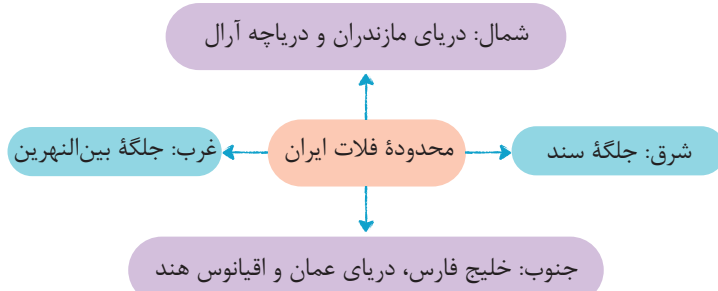 شمال: دریای مازندران و دریاچه آرال
شرق: جلگهٔ سند
محدودهٔ فلات ایران
غرب: جلگهٔ بین‌النهرین
جنوب: خلیج فارس، دریای عمان و اقیانوس هند